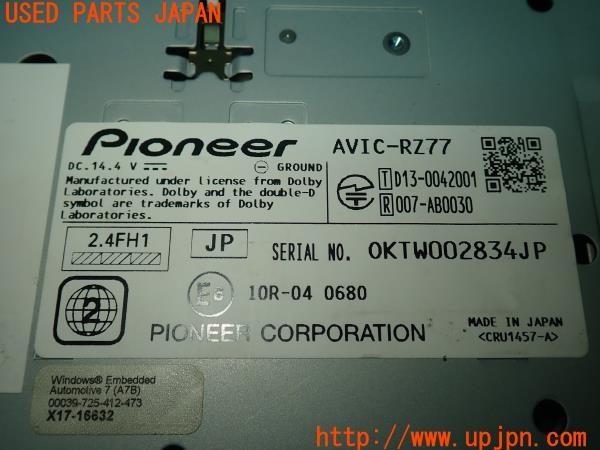 USED PARTS JAPAN
Pioneer AVIC-RZ77
DC.14.4 V ⊖ GROUND
Manufactured under license from Dolby
Laboratories. Dolby and the double-D
symbol are trademarks of Dolby
Laboratories.
T D13-0042001
R 007-AB0030
2.4FH1 JP SERIAL NO. OKTW002834JP
E6 10R-04 0680
2 PIONEER CORPORATION
MADE IN JAPAN
<CRU1457-A>
Windows® Embedded
Automotive 7 (A7B)
00039-725-412-473
X17-16632
UPJ http://www.upjpn.com